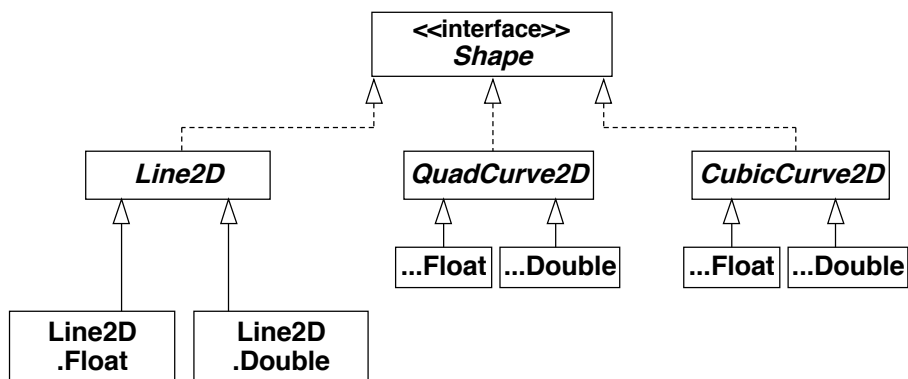 <<interface>>
Shape
Line2D
QuadCurve2D
CubicCurve2D
...Float
...Double
...Float
...Double
Line2D
.Float
Line2D
.Double